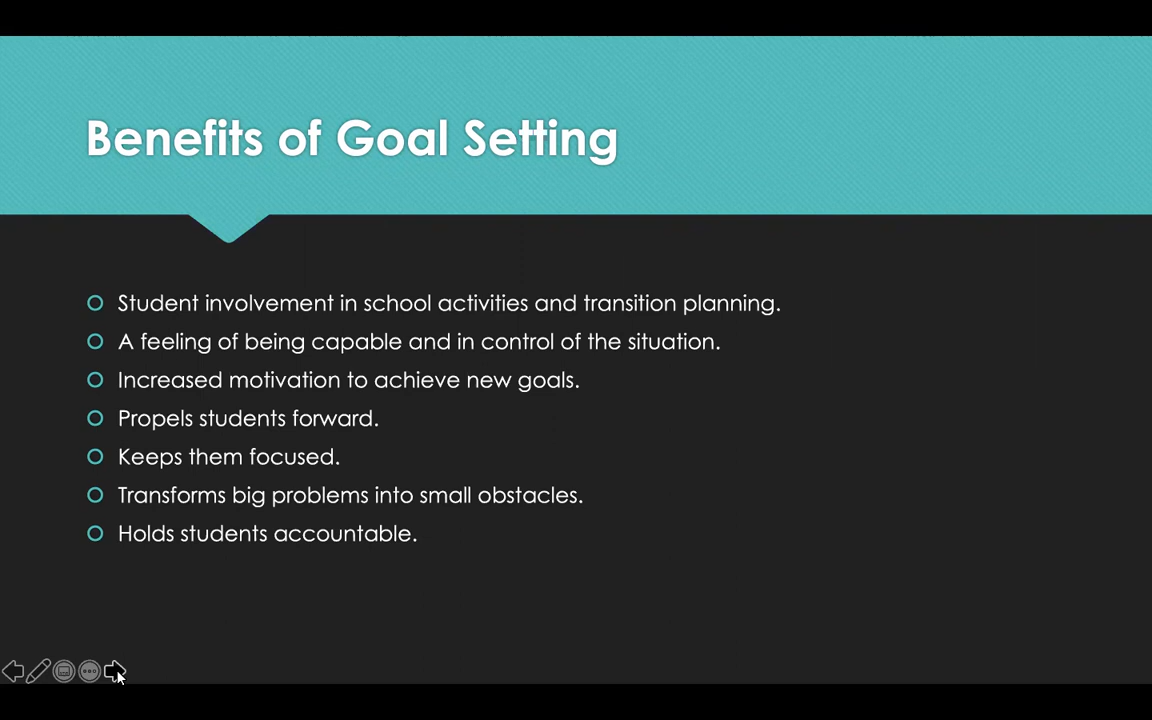 Benefits of Goal Setting
Student involvement in school activities and transition planning.
A feeling of being capable and in control of the situation.
Increased motivation to achieve new goals.
Propels students forward.
Keeps them focused.
Transforms big problems into small obstacles.
Holds students accountable.